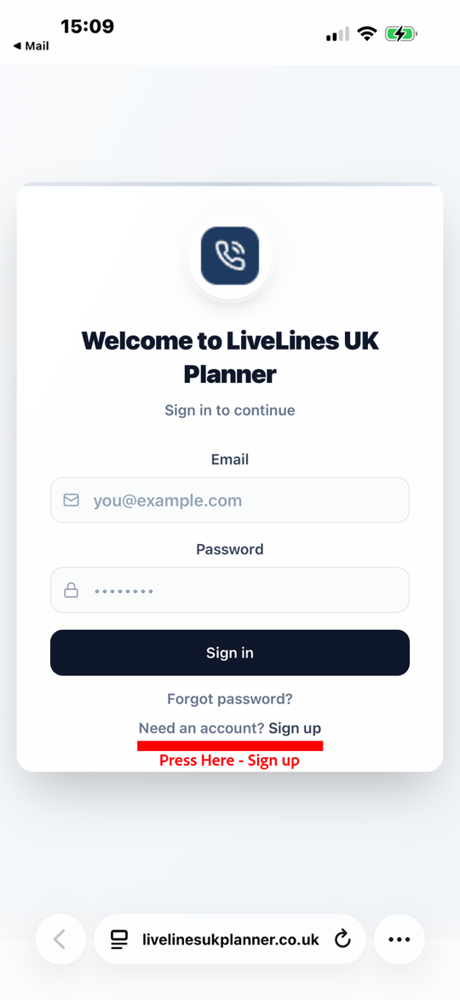 15:09
◀ Mail
Welcome to LiveLines UK
Planner
Sign in to continue
Email
you@example.com
Password
••••••••
Sign in
Forgot password?
Need an account? Sign up
Press Here - Sign up
livelinesukplanner.co.uk